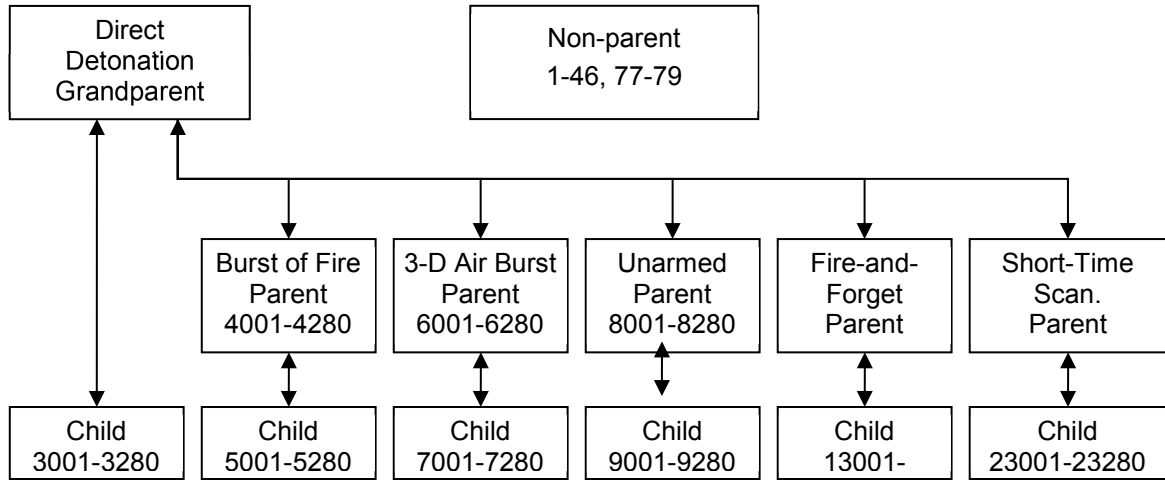 Direct
Detonation
Grandparent
Non-parent
1-46, 77-79
Burst of Fire
Parent
4001-4280
3-D Air Burst
Parent
6001-6280
Unarmed
Parent
8001-8280
Fire-and-
Forget
Parent
Short-Time
Scan.
Parent
Child
3001-3280
Child
5001-5280
Child
7001-7280
Child
9001-9280
Child
13001-
Child
23001-23280